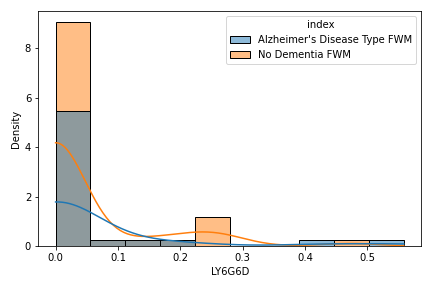 index
Alzheimer's Disease Type FWM
No Dementia FWM
Density
8
6
4
2
0
0.0 0.1 0.2 0.3 0.4 0.5
LY6G6D